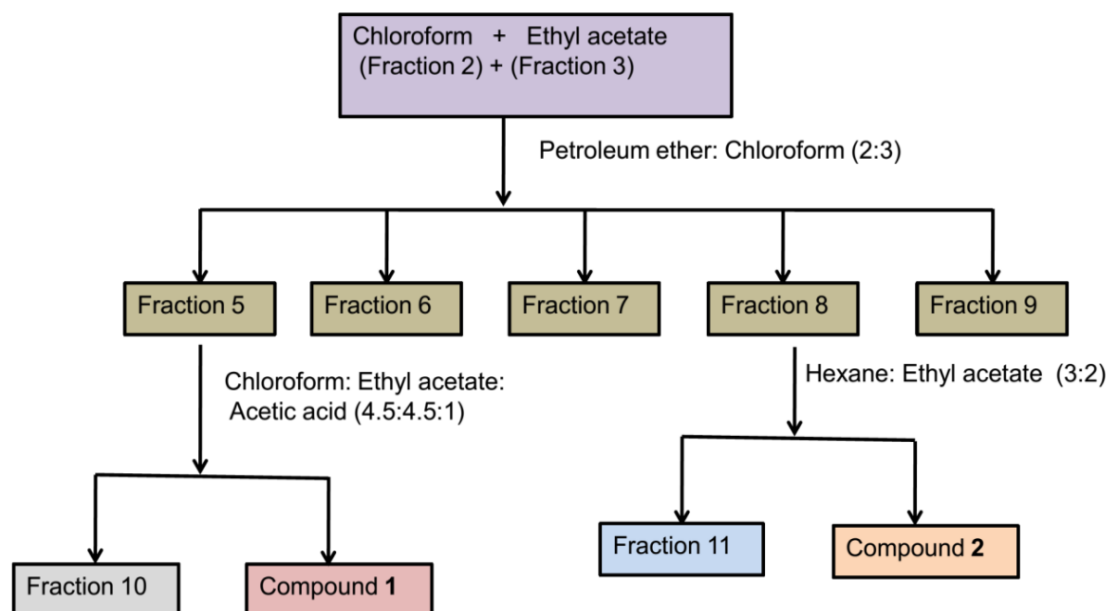 Chloroform + Ethyl acetate
(Fraction 2) + (Fraction 3)
Petroleum ether: Chloroform (2:3)
Fraction 5
Fraction 6
Fraction 7
Fraction 8
Fraction 9
Chloroform: Ethyl acetate:
Acetic acid (4.5:4.5:1)
Hexane: Ethyl acetate (3:2)
Fraction 10
Compound 1
Fraction 11
Compound 2